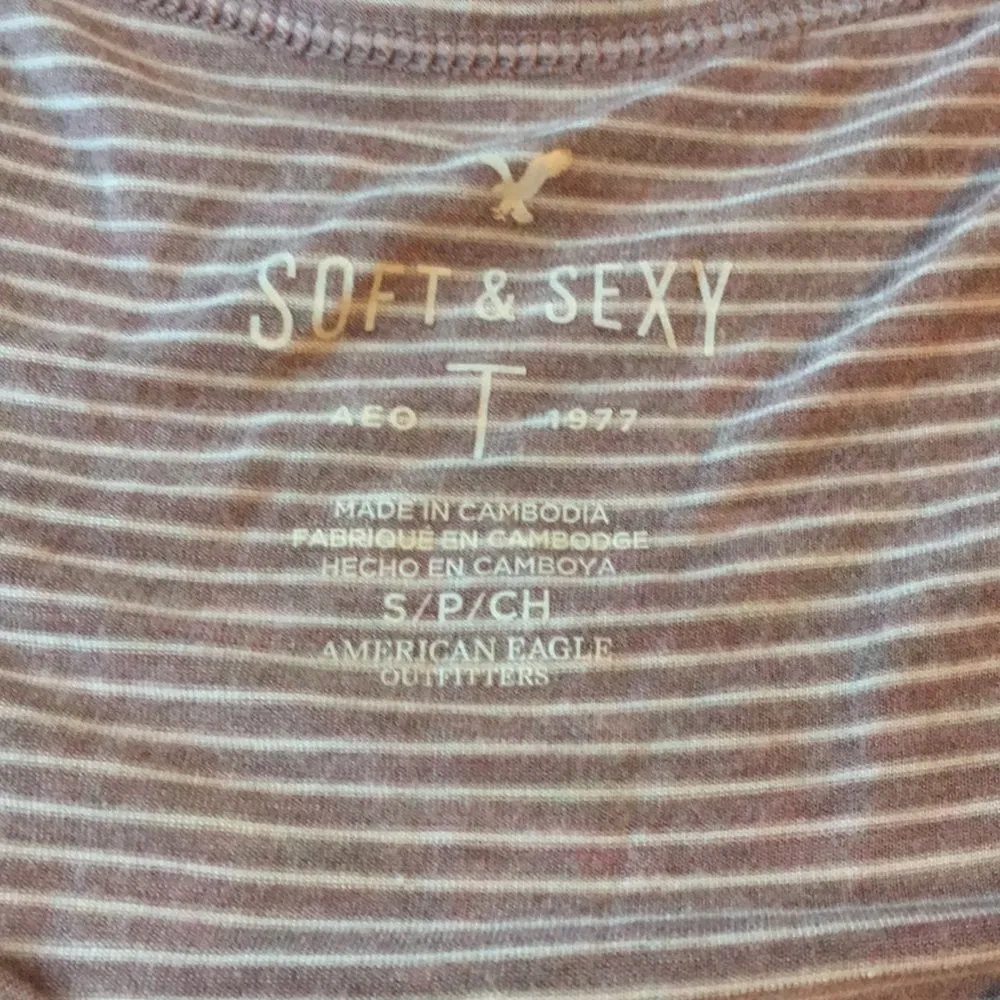 SOFT & SEXY
T
AEO 1977
MADE IN CAMBODIA
FABRIQUÉ EN CAMBODGE
HECHO EN CAMBOYA
S/P/CH
AMERICAN EAGLE
OUTFITTERS